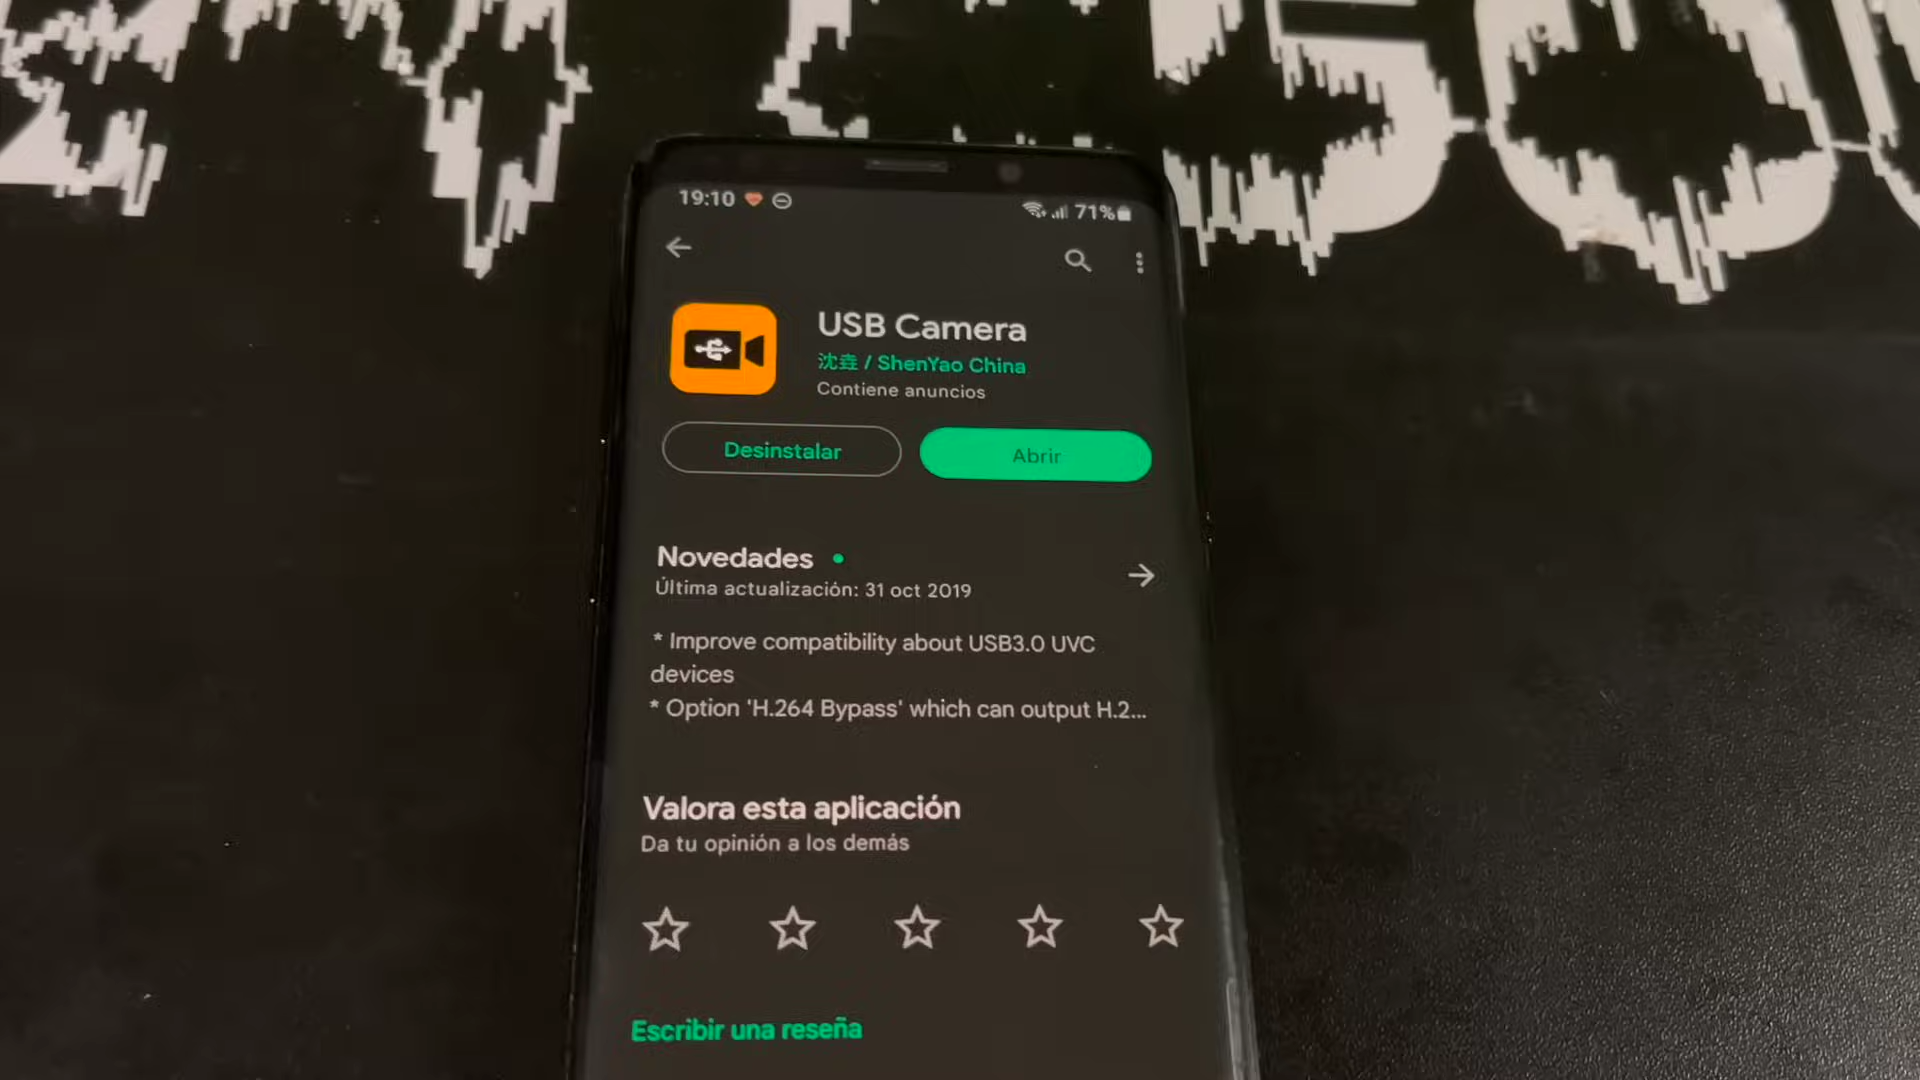 19:10
71%
USB Camera
沈垚 / ShenYao China
Contiene anuncios
Desinstalar
Abrir
Novedades
Última actualización: 31 oct 2019
* Improve compatibility about USB3.0 UVC
devices
* Option 'H.264 Bypass' which can output H.2...
Valora esta aplicación
Da tu opinión a los demás
Escribir una reseña